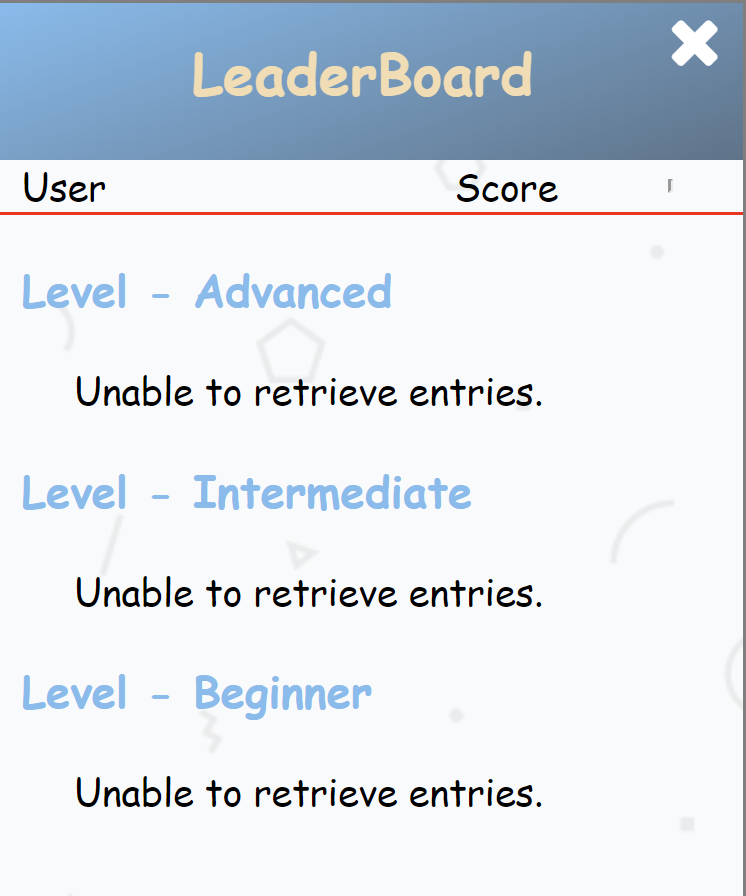 LeaderBoard
User Score
Level - Advanced
Unable to retrieve entries.
Level - Intermediate
Unable to retrieve entries.
Level - Beginner
Unable to retrieve entries.